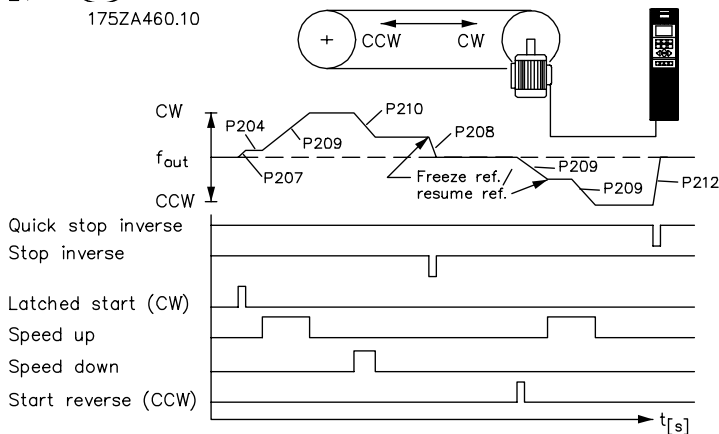 175ZA460.10
CCW CW
CW
P204
P209
P210
P208
fout
P207
Freeze ref./
resume ref.
P209
P209
P212
CCW
Quick stop inverse
Stop inverse
Latched start (CW)
Speed up
Speed down
Start reverse (CCW)
t[s]